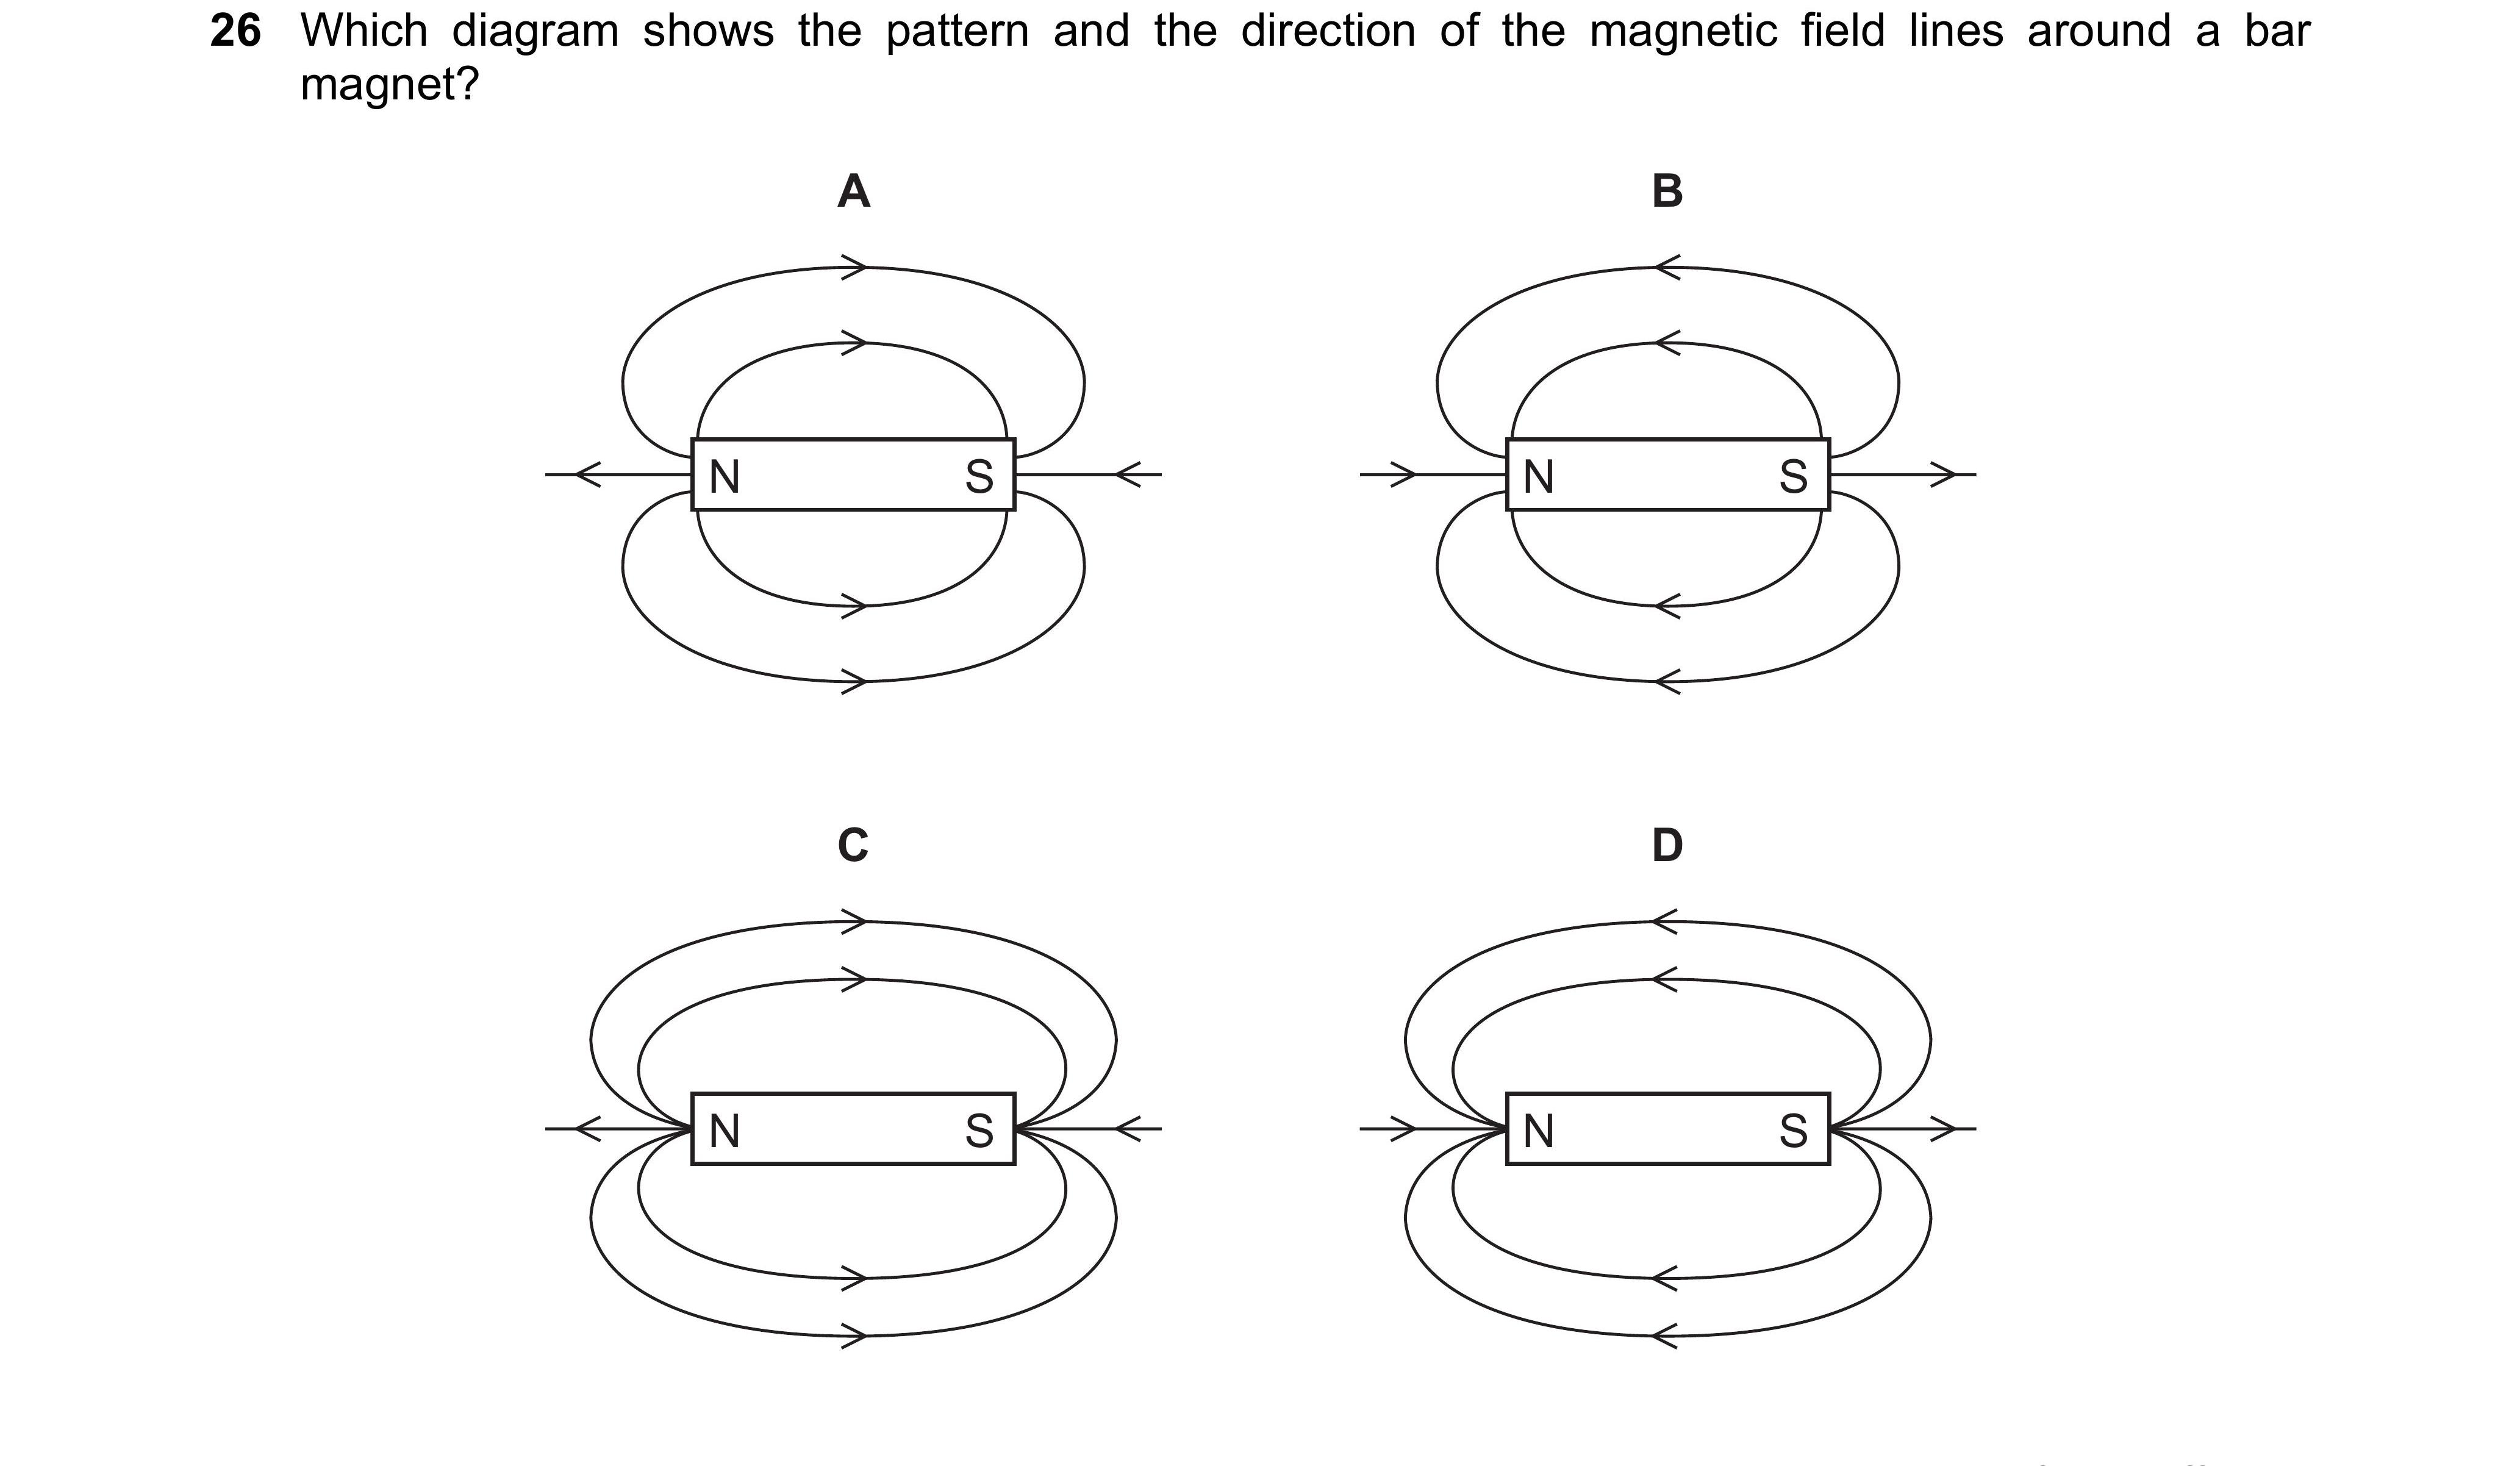 26 Which diagram shows the pattern and the direction of the magnetic field lines around a bar
magnet?
A B
N S N S
C D
N S N S